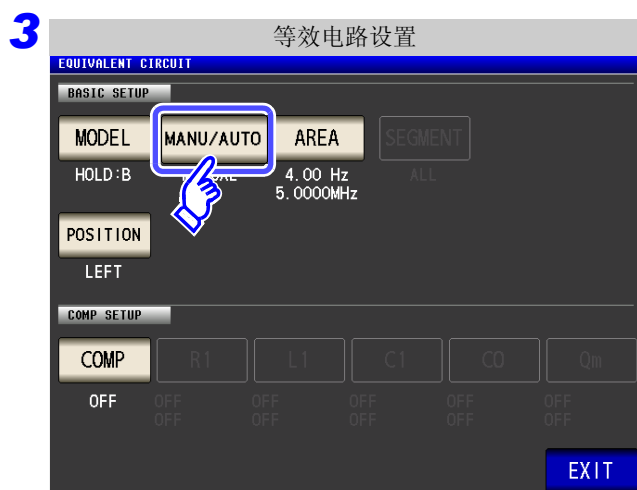 3
等效电路设置
EQUIVALENT CIRCUIT
BASIC SETUP
MODEL MANU/AUTO AREA SEGMENT
HOLD:B 4.00 Hz ALL
5.0000MHz
POSITION
LEFT
COMP SETUP
COMP R1 L1 C1 C0 Qm
OFF OFF OFF OFF OFF OFF
OFF OFF OFF OFF OFF
EXIT